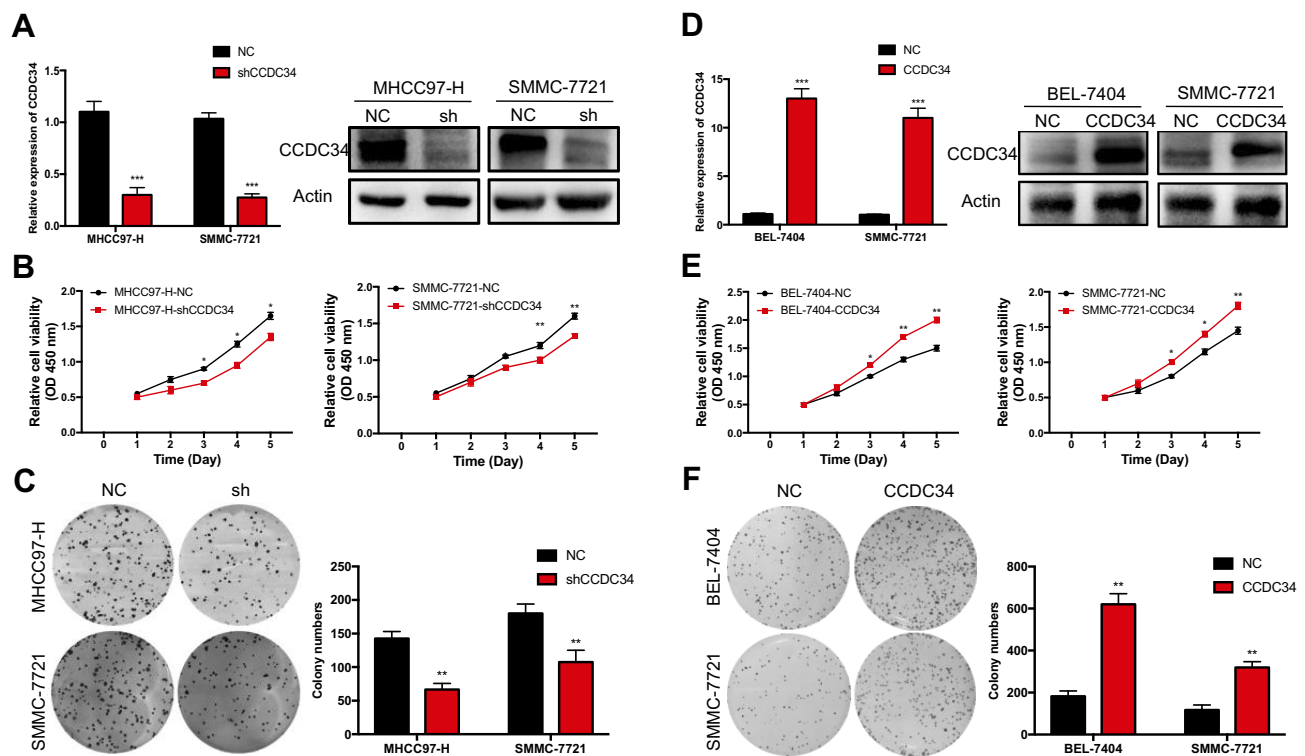 A
NC
shCCDC34
Relative expression of CCDC34
1.5
1.0
0.5
0.0
***
***
MHCC97-H
SMMC-7721
MHCC97-H
SMMC-7721
NC
sh
NC
sh
CCDC34
Actin
D
NC
CCDC34
Relative expression of CCDC34
15
10
5
0
***
***
BEL-7404
SMMC-7721
BEL-7404
SMMC-7721
NC
CCDC34
NC
CCDC34
CCDC34
Actin
B
Relative cell viability
(OD 450 nm)
2.0
1.5
1.0
0.5
0.0
MHCC97-H-NC
MHCC97-H-shCCDC34
*
*
*
0 1 2 3 4 5
Time (Day)
Relative cell viability
(OD 450 nm)
2.0
1.5
1.0
0.5
0.0
SMMC-7721-NC
SMMC-7721-shCCDC34
**
**
0 1 2 3 4 5
Time (Day)
E
Relative cell viability
(OD 450 nm)
2.5
2.0
1.5
1.0
0.5
0.0
BEL-7404-NC
BEL-7404-CCDC34
*
**
**
0 1 2 3 4 5
Time (Day)
Relative cell viability
(OD 450 nm)
2.0
1.5
1.0
0.5
0.0
SMMC-7721-NC
SMMC-7721-CCDC34
*
*
**
0 1 2 3 4 5
Time (Day)
C
NC
sh
MHCC97-H
SMMC-7721
NC
shCCDC34
Colony numbers
250
200
150
100
50
0
**
**
MHCC97-H
SMMC-7721
F
NC
CCDC34
BEL-7404
SMMC-7721
NC
CCDC34
Colony numbers
800
600
400
200
0
**
**
BEL-7404
SMMC-7721